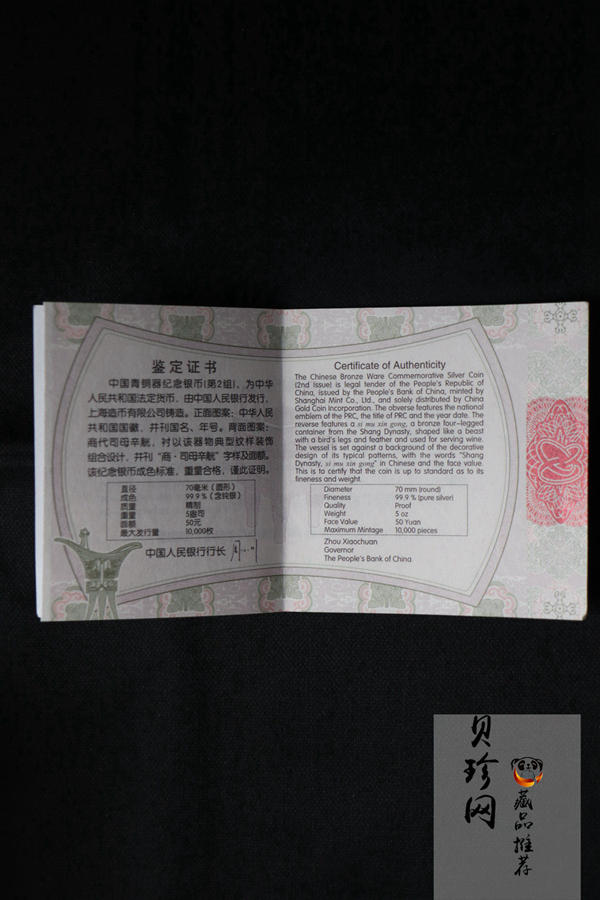 鉴定证书
中国青铜器纪念银币(第2组)，为中华
人民共和国法定货币，由中国人民银行发行，
上海造币有限公司铸造。正面图案：中华人民
共和国国徽，并刊国名、年号。背面图案：
商代司母辛觥，衬以该器物典型纹样装饰
组合设计，并刊“商·司母辛觥”字样及面额。
该纪念银币成色标准，重量合格，谨此证明。
直径 70毫米（圆形）
成色 99.9％（含纯银）
质量 精制
重量 5盎司
面额 50元
最大发行量 10,000枚
中国人民银行行长
Certificate of Authenticity
The Chinese Bronze Ware Commemorative Silver Coin
(2nd Issue) is legal tender of the People's Republic of
China, issued by the People's Bank of China, minted by
Shanghai Mint Co., Ltd., and solely distributed by China
Gold Coin Incorporation. The obverse features the national
emblem of the PRC, the title of PRC and the year date. The
reverse features a si mu xin gong, a bronze four-legged
container from the Shang Dynasty, shaped like a beast
with a bird's legs and feather and used for serving wine.
The vessel is set against a background of the decorative
design of its typical patterns, with the words "Shang
Dynasty, si mu xin gong" in Chinese and the face value.
This is to certify that the coin is up to standard as to its
fineness and weight.
Diameter 70 mm (round)
Fineness 99.9 % (pure silver)
Quality Proof
Weight 5 oz
Face Value 50 Yuan
Maximum Mintage 10,000 pieces
Zhou Xiaochuan
Governor
The People's Bank of China
贝珍网
藏品推荐